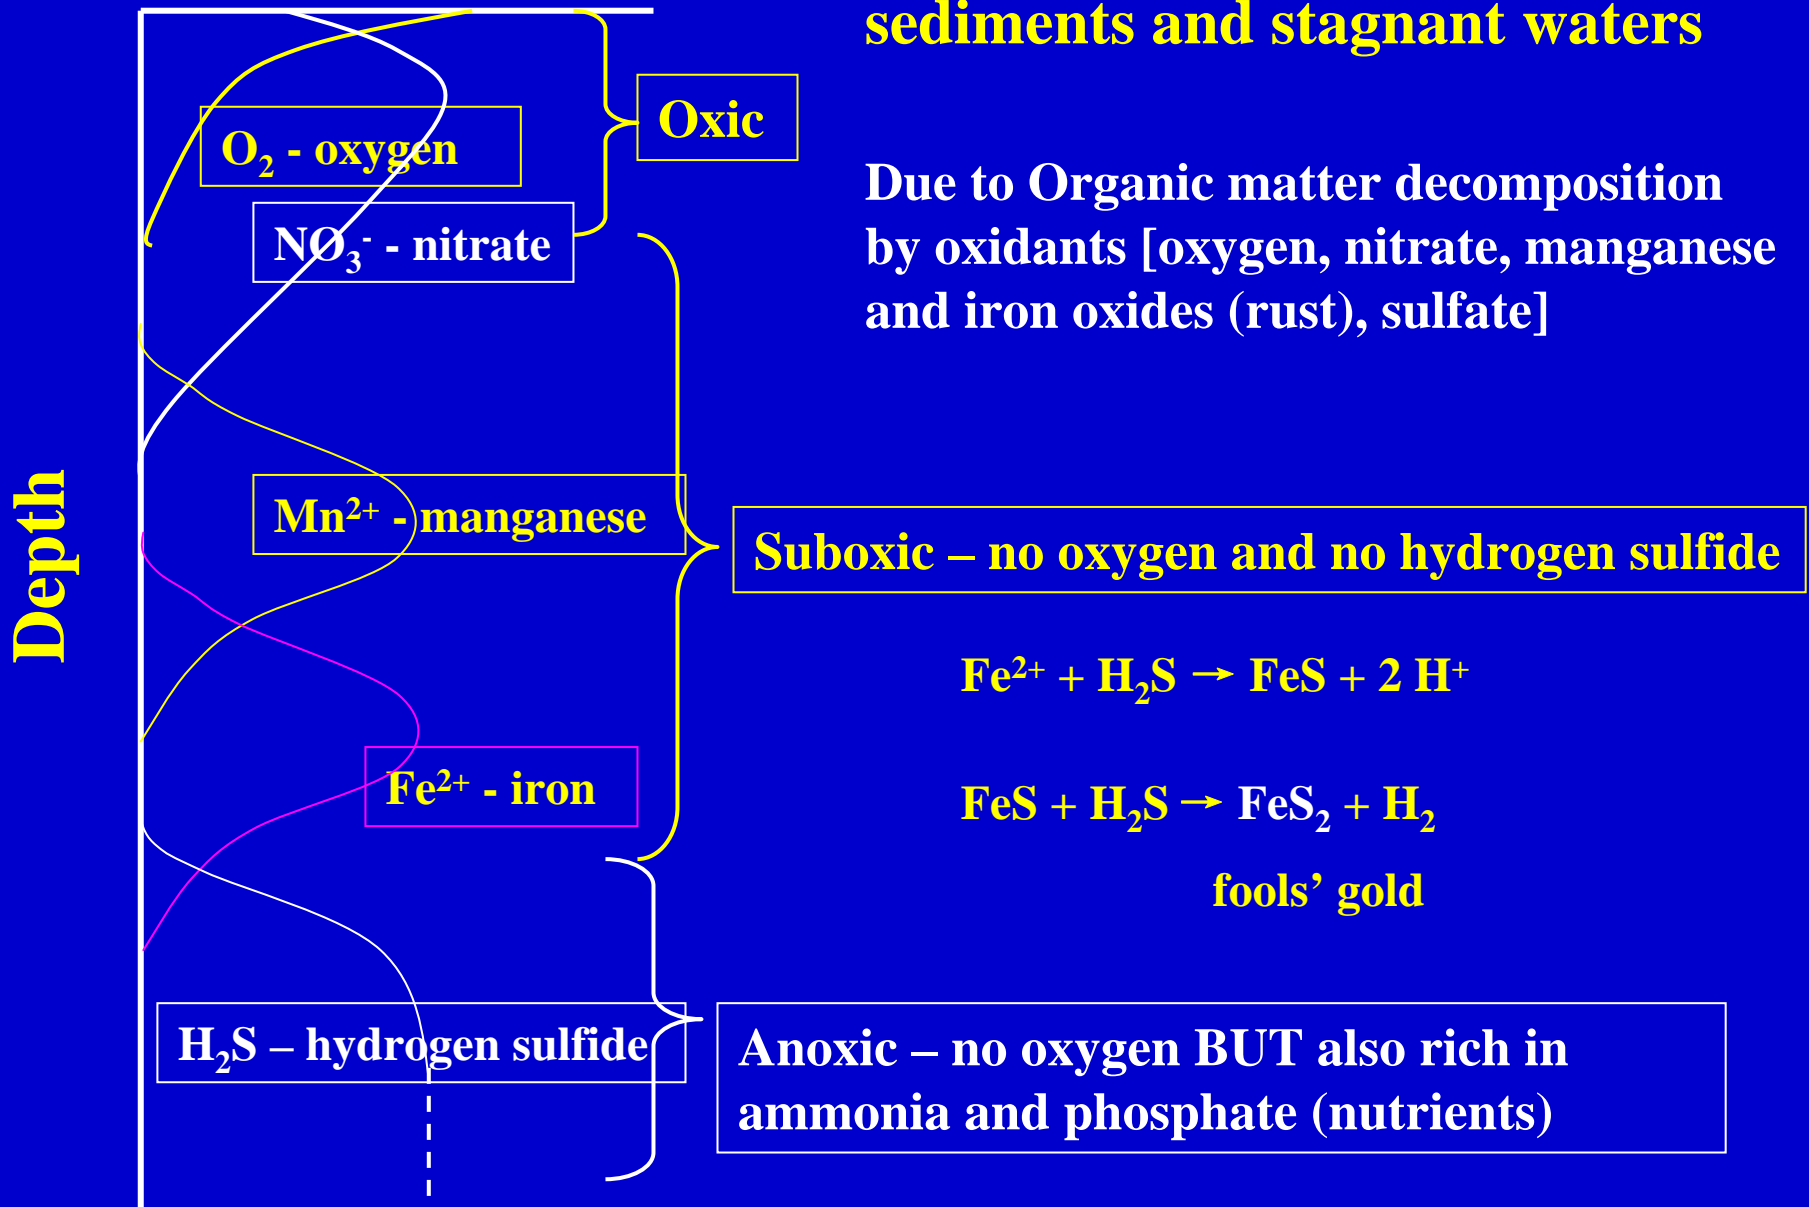 sediments and stagnant waters
Oxic
O₂ - oxygen
Due to Organic matter decomposition
by oxidants [oxygen, nitrate, manganese
and iron oxides (rust), sulfate]
NO₃⁻ - nitrate
Depth
Mn²⁺ - manganese
Suboxic – no oxygen and no hydrogen sulfide
Fe²⁺ + H₂S → FeS + 2 H⁺
Fe²⁺ - iron
FeS + H₂S → FeS₂ + H₂
fools’ gold
H₂S – hydrogen sulfide
Anoxic – no oxygen BUT also rich in
ammonia and phosphate (nutrients)